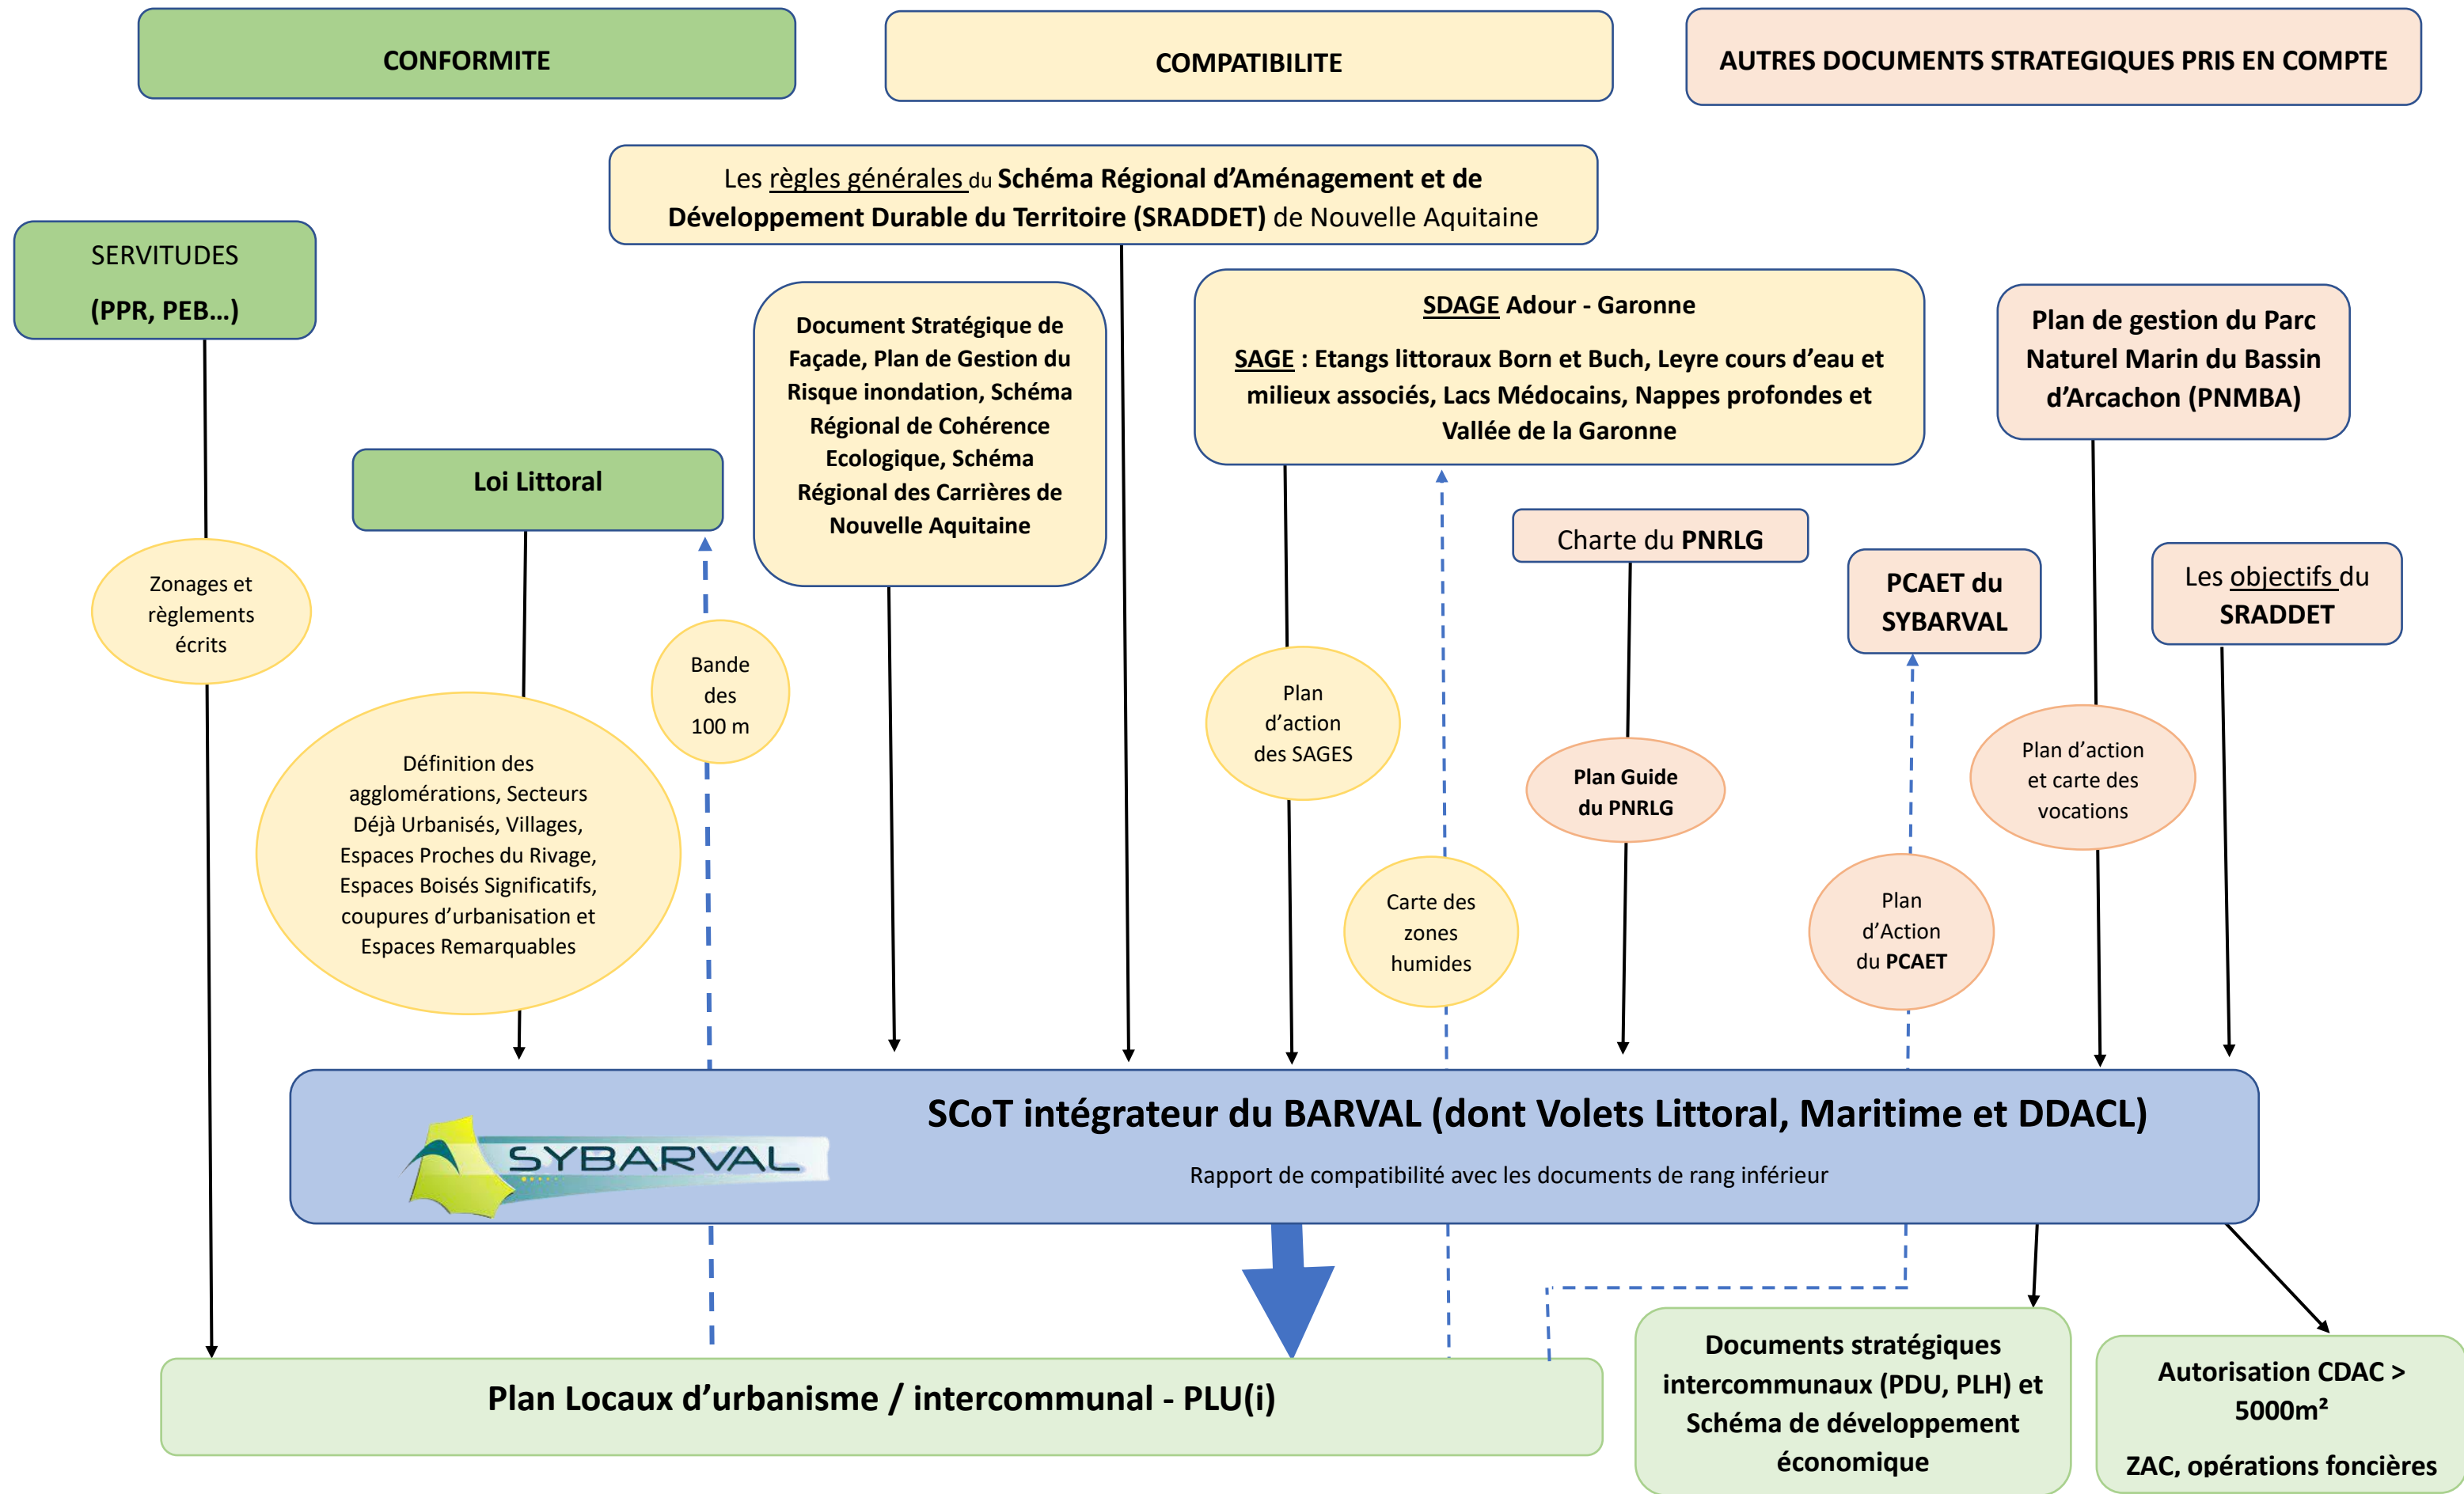 CONFORMITE
COMPATIBILITE
AUTRES DOCUMENTS STRATEGIQUES PRIS EN COMPTE
Les règles générales du Schéma Régional d’Aménagement et de
Développement Durable du Territoire (SRADDET) de Nouvelle Aquitaine
SERVITUDES
(PPR, PEB…)
Document Stratégique de
Façade, Plan de Gestion du
Risque inondation, Schéma
Régional de Cohérence
Ecologique, Schéma
Régional des Carrières de
Nouvelle Aquitaine
SDAGE Adour - Garonne
SAGE : Etangs littoraux Born et Buch, Leyre cours d’eau et
milieux associés, Lacs Médocains, Nappes profondes et
Vallée de la Garonne
Plan de gestion du Parc
Naturel Marin du Bassin
d’Arcachon (PNMBA)
Loi Littoral
Charte du PNRLG
PCAET du
SYBARVAL
Les objectifs du
SRADDET
Zonages et
règlements
écrits
Bande
des
100 m
Définition des
agglomérations, Secteurs
Déjà Urbanisés, Villages,
Espaces Proches du Rivage,
Espaces Boisés Significatifs,
coupures d’urbanisation et
Espaces Remarquables
Plan
d’action
des SAGES
Plan Guide
du PNRLG
Plan d’action
et carte des
vocations
Carte des
zones
humides
Plan
d’Action
du PCAET
SCoT intégrateur du BARVAL (dont Volets Littoral, Maritime et DDACL)
SYBARVAL
Rapport de compatibilité avec les documents de rang inférieur
Plan Locaux d’urbanisme / intercommunal - PLU(i)
Documents stratégiques
intercommunaux (PDU, PLH) et
Schéma de développement
économique
Autorisation CDAC >
5000m²
ZAC, opérations foncières